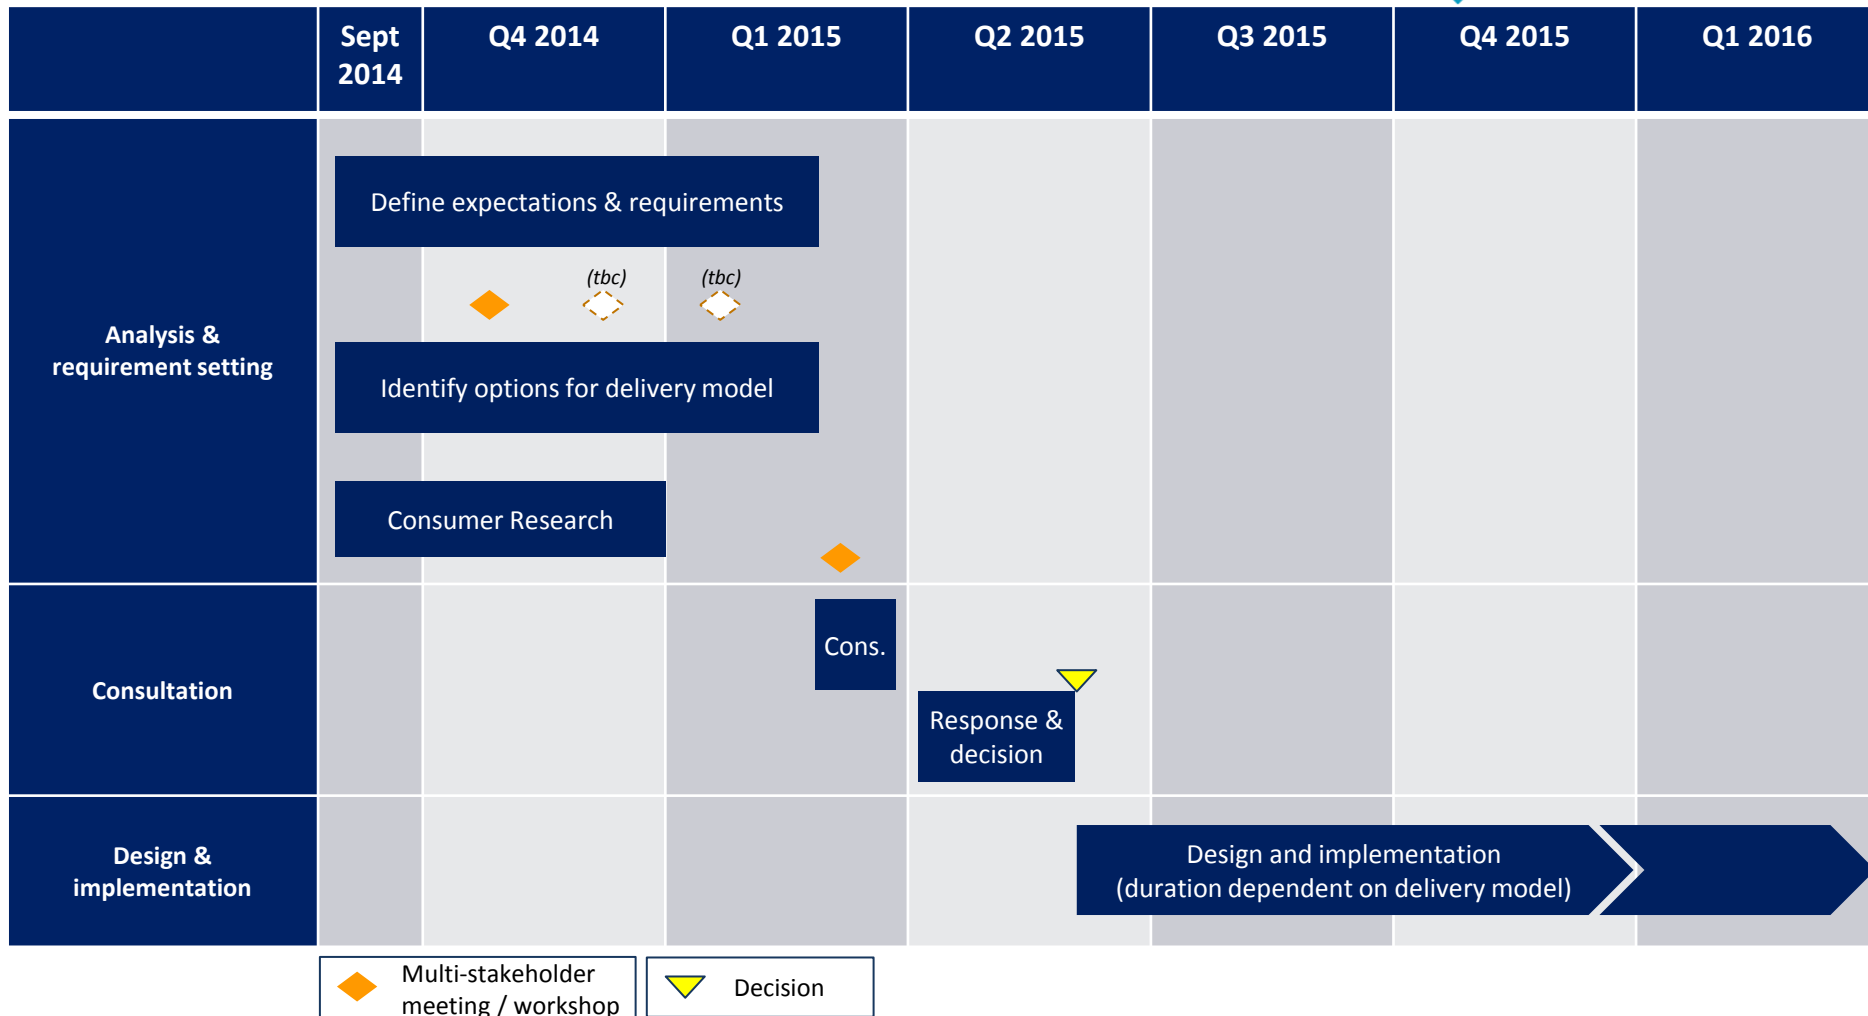 Sept
2014
Q4 2014
Q1 2015
Q2 2015
Q3 2015
Q4 2015
Q1 2016
Analysis &
requirement setting
Define expectations & requirements
(tbc)
(tbc)
Identify options for delivery model
Consumer Research
Consultation
Cons.
Response &
decision
Design &
implementation
Design and implementation
(duration dependent on delivery model)
Multi-stakeholder
meeting / workshop
Decision